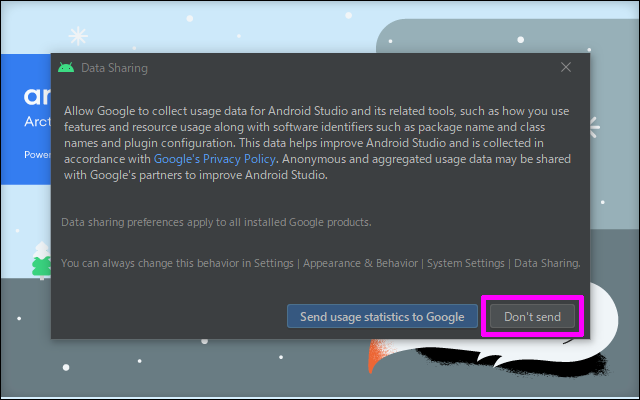 Data Sharing
Allow Google to collect usage data for Android Studio and its related tools, such as how you use
features and resource usage along with software identifiers such as package name and class
names and plugin configuration. This data helps improve Android Studio and is collected in
accordance with Google's Privacy Policy. Anonymous and aggregated usage data may be shared
with Google's partners to improve Android Studio.
Data sharing preferences apply to all installed Google products.
You can always change this behavior in Settings | Appearance & Behavior | System Settings | Data Sharing.
Send usage statistics to Google
Don't send